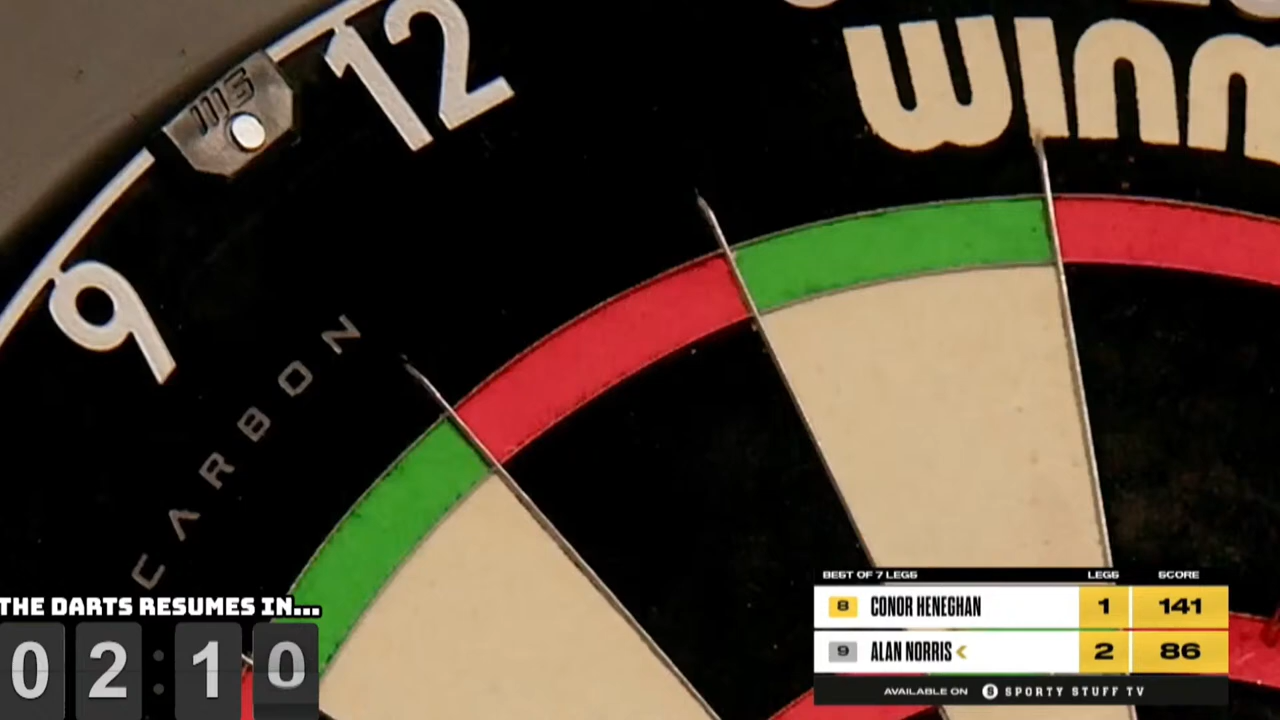 12
9
CARBON
BEST OF 7 LEGS LEGS SCORE
8 CONOR HENEGHAN 1 141
9 ALAN NORRIS 2 86
AVAILABLE ON SPORTY STUFF TV
THE DARTS RESUMES IN...
02:10